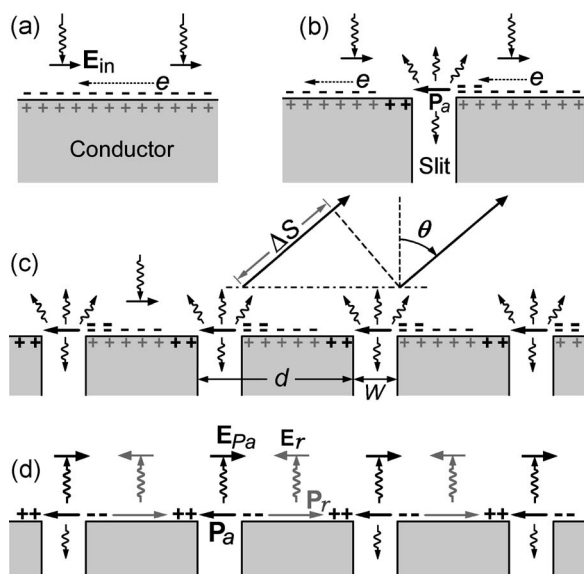 (a)
E_in
e
- - - - - - - - - - -
+ + + + + + + + + + +
Conductor
(b)
e
e
P_a
++
Slit
ΔS
θ
(c)
++
++
++
++
d
W
(d)
E_Pa
E_r
P_r
++
--
++
--
++
--
++
P_a